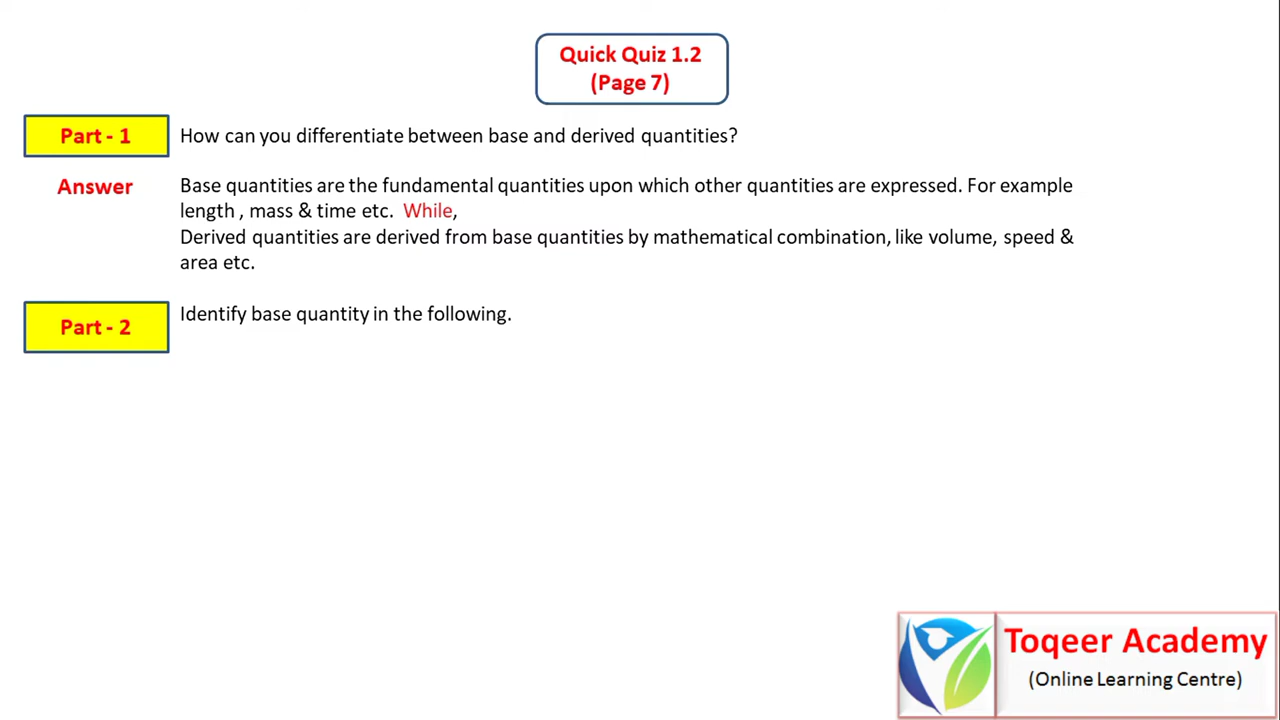 Quick Quiz 1.2
(Page 7)
Part - 1
How can you differentiate between base and derived quantities?
Answer
Base quantities are the fundamental quantities upon which other quantities are expressed. For example
length , mass & time etc. While,
Derived quantities are derived from base quantities by mathematical combination, like volume, speed &
area etc.
Part - 2
Identify base quantity in the following.
Toqeer Academy
(Online Learning Centre)